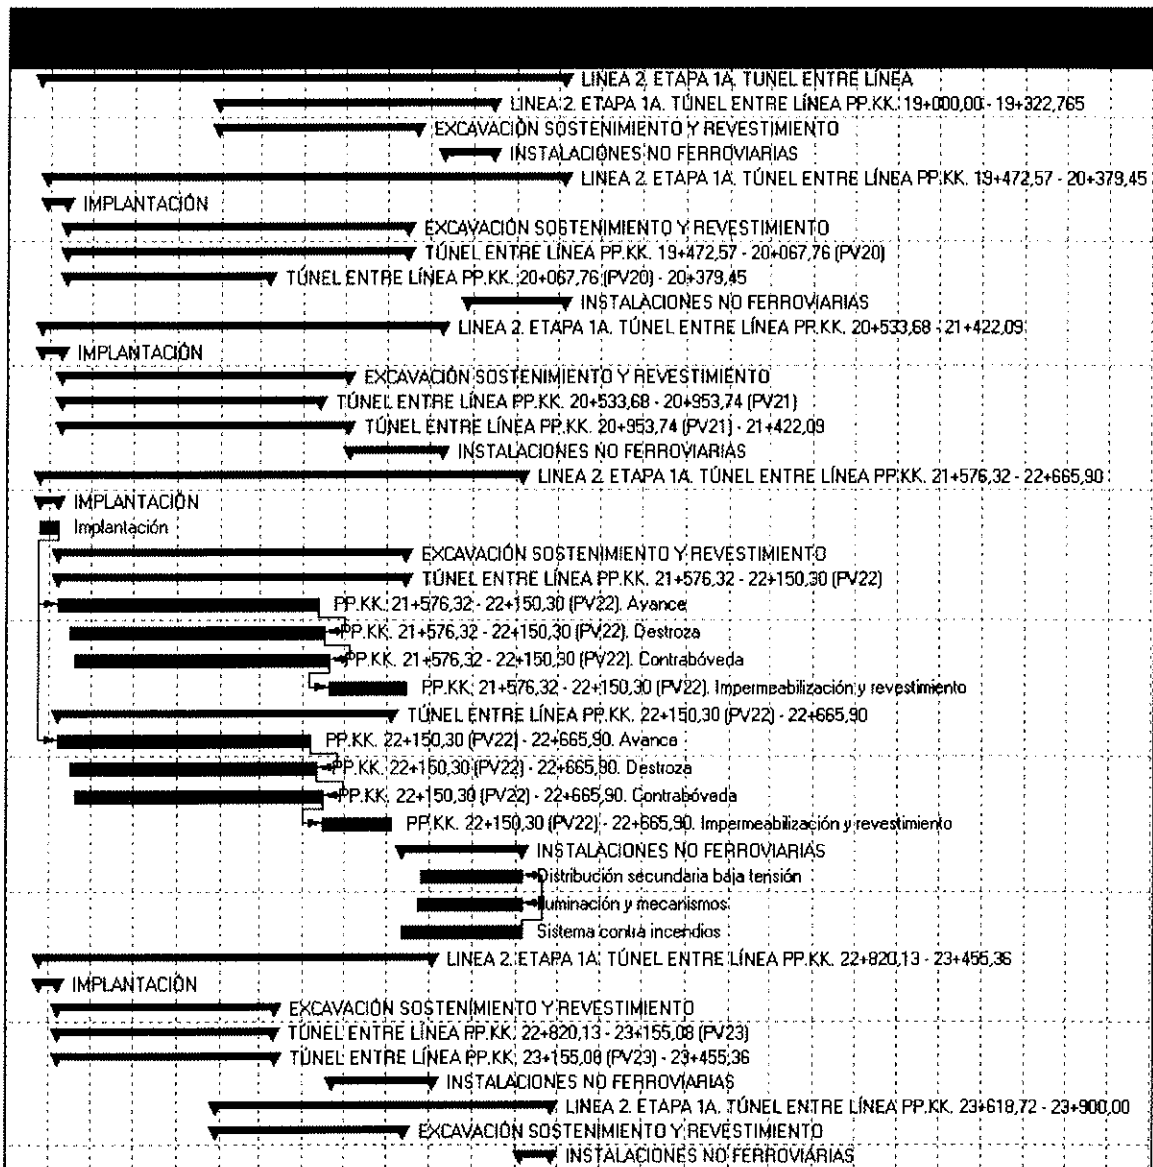 LINEA 2. ETAPA 1A. TUNEL ENTRE LÍNEA
LINEA 2. ETAPA 1A. TÚNEL ENTRE LÍNEA PP.KK. 19+000,00 - 19+322,765
EXCAVACIÓN SOSTENIMIENTO Y REVESTIMIENTO
INSTALACIONES NO FERROVIARIAS
LINEA 2. ETAPA 1A. TÚNEL ENTRE LÍNEA PP.KK. 19+472,57 - 20+379,45
IMPLANTACIÓN
EXCAVACIÓN SOSTENIMIENTO Y REVESTIMIENTO
TÚNEL ENTRE LÍNEA PP.KK. 19+472,57 - 20+067,76 (PV20)
TÚNEL ENTRE LÍNEA PP.KK. 20+067,76 (PV20) - 20+379,45
INSTALACIONES NO FERROVIARIAS
LINEA 2. ETAPA 1A. TÚNEL ENTRE LÍNEA PP.KK. 20+533,68 - 21+422,09
IMPLANTACIÓN
EXCAVACIÓN SOSTENIMIENTO Y REVESTIMIENTO
TÚNEL ENTRE LÍNEA PP.KK. 20+533,68 - 20+953,74 (PV21)
TÚNEL ENTRE LÍNEA PP.KK. 20+953,74 (PV21) - 21+422,09
INSTALACIONES NO FERROVIARIAS
LINEA 2. ETAPA 1A. TÚNEL ENTRE LÍNEA PP.KK. 21+576,32 - 22+665,90
IMPLANTACIÓN
Implantación
EXCAVACIÓN SOSTENIMIENTO Y REVESTIMIENTO
TÚNEL ENTRE LÍNEA PP.KK. 21+576,32 - 22+150,30 (PV22)
PP.KK. 21+576,32 - 22+150,30 (PV22). Avance
PP.KK. 21+576,32 - 22+150,30 (PV22). Destroza
PP.KK. 21+576,32 - 22+150,30 (PV22). Contrabóveda
PP.KK. 21+576,32 - 22+150,30 (PV22). Impermeabilización y revestimiento
TÚNEL ENTRE LÍNEA PP.KK. 22+150,30 (PV22) - 22+665,90
PP.KK. 22+150,30 (PV22) - 22+665,90. Avance
PP.KK. 22+150,30 (PV22) - 22+665,90. Destroza
PP.KK. 22+150,30 (PV22) - 22+665,90. Contrabóveda
PP.KK. 22+150,30 (PV22) - 22+665,90. Impermeabilización y revestimiento
INSTALACIONES NO FERROVIARIAS
Distribución secundaria baja tensión
Iluminación y mecanismos
Sistema contra incendios
LINEA 2. ETAPA 1A. TÚNEL ENTRE LÍNEA PP.KK. 22+820,13 - 23+455,36
IMPLANTACIÓN
EXCAVACIÓN SOSTENIMIENTO Y REVESTIMIENTO
TÚNEL ENTRE LÍNEA PP.KK. 22+820,13 - 23+155,08 (PV23)
TÚNEL ENTRE LÍNEA PP.KK. 23+155,08 (PV23) - 23+455,36
INSTALACIONES NO FERROVIARIAS
LINEA 2. ETAPA 1A. TÚNEL ENTRE LÍNEA PP.KK. 23+618,72 - 23+900,00
EXCAVACIÓN SOSTENIMIENTO Y REVESTIMIENTO
INSTALACIONES NO FERROVIARIAS